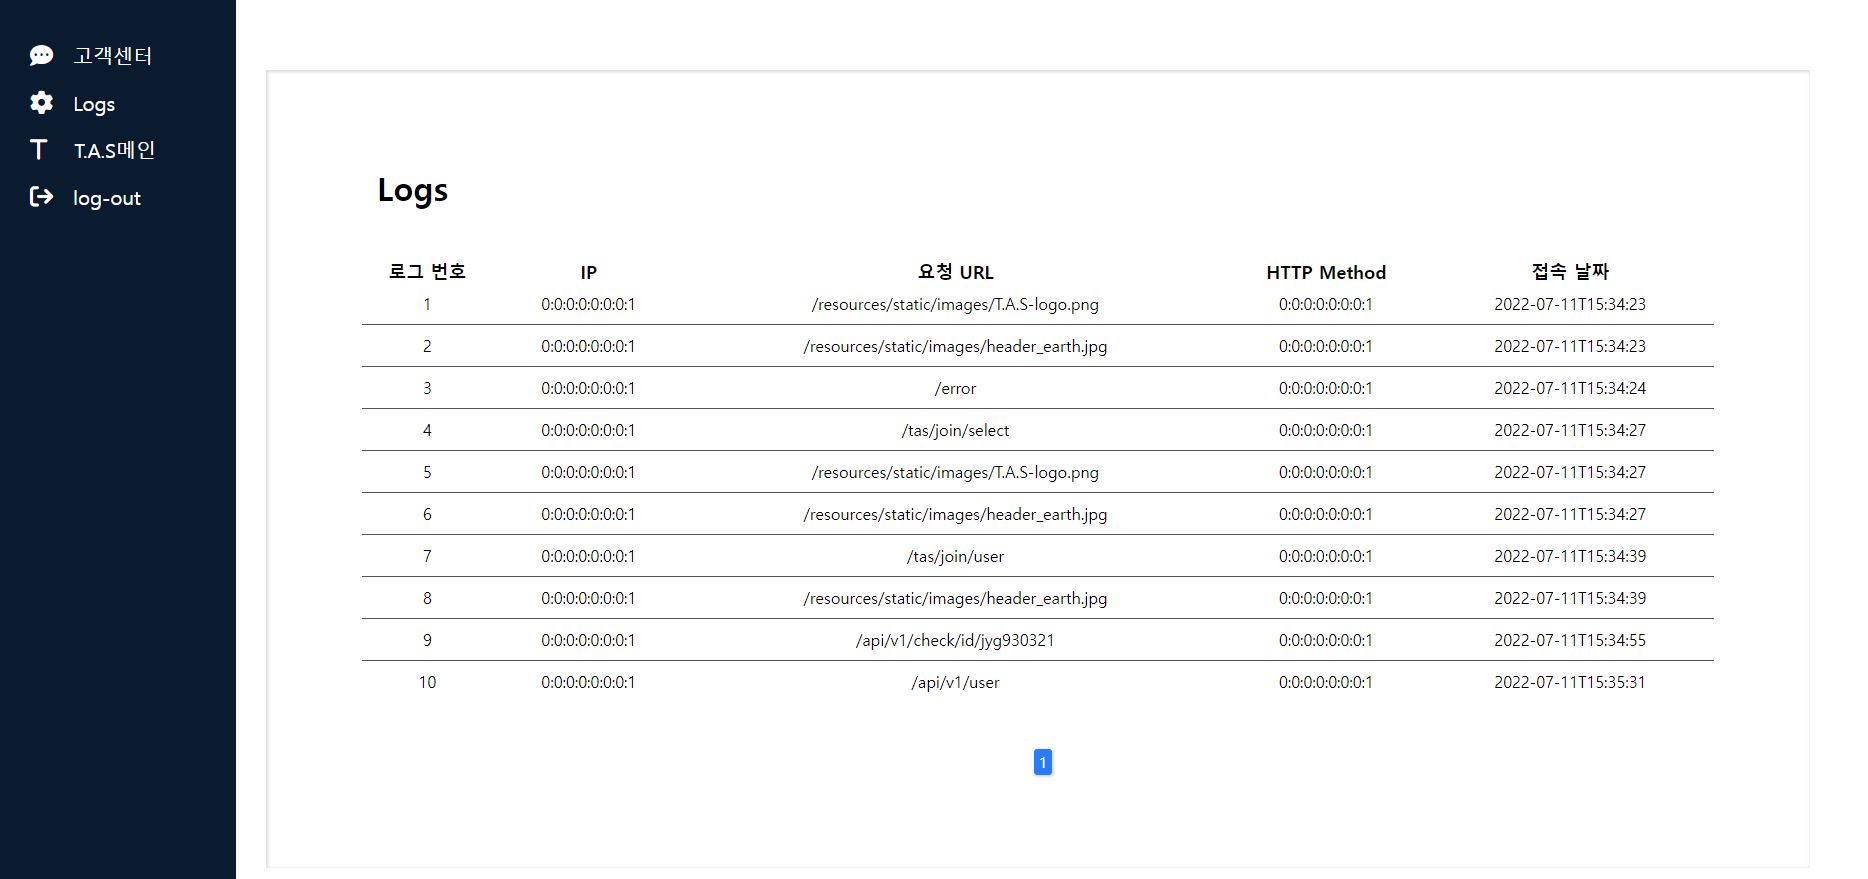 고객센터
Logs
T.A.S메인
log-out
Logs
로그 번호 IP 요청 URL HTTP Method 접속 날짜
1 0:0:0:0:0:0:0:1 /resources/static/images/T.A.S-logo.png 0:0:0:0:0:0:0:1 2022-07-11T15:34:23
2 0:0:0:0:0:0:0:1 /resources/static/images/header_earth.jpg 0:0:0:0:0:0:0:1 2022-07-11T15:34:23
3 0:0:0:0:0:0:0:1 /error 0:0:0:0:0:0:0:1 2022-07-11T15:34:24
4 0:0:0:0:0:0:0:1 /tas/join/select 0:0:0:0:0:0:0:1 2022-07-11T15:34:27
5 0:0:0:0:0:0:0:1 /resources/static/images/T.A.S-logo.png 0:0:0:0:0:0:0:1 2022-07-11T15:34:27
6 0:0:0:0:0:0:0:1 /resources/static/images/header_earth.jpg 0:0:0:0:0:0:0:1 2022-07-11T15:34:27
7 0:0:0:0:0:0:0:1 /tas/join/user 0:0:0:0:0:0:0:1 2022-07-11T15:34:39
8 0:0:0:0:0:0:0:1 /resources/static/images/header_earth.jpg 0:0:0:0:0:0:0:1 2022-07-11T15:34:39
9 0:0:0:0:0:0:0:1 /api/v1/check/id/jyg930321 0:0:0:0:0:0:0:1 2022-07-11T15:34:55
10 0:0:0:0:0:0:0:1 /api/v1/user 0:0:0:0:0:0:0:1 2022-07-11T15:35:31
1